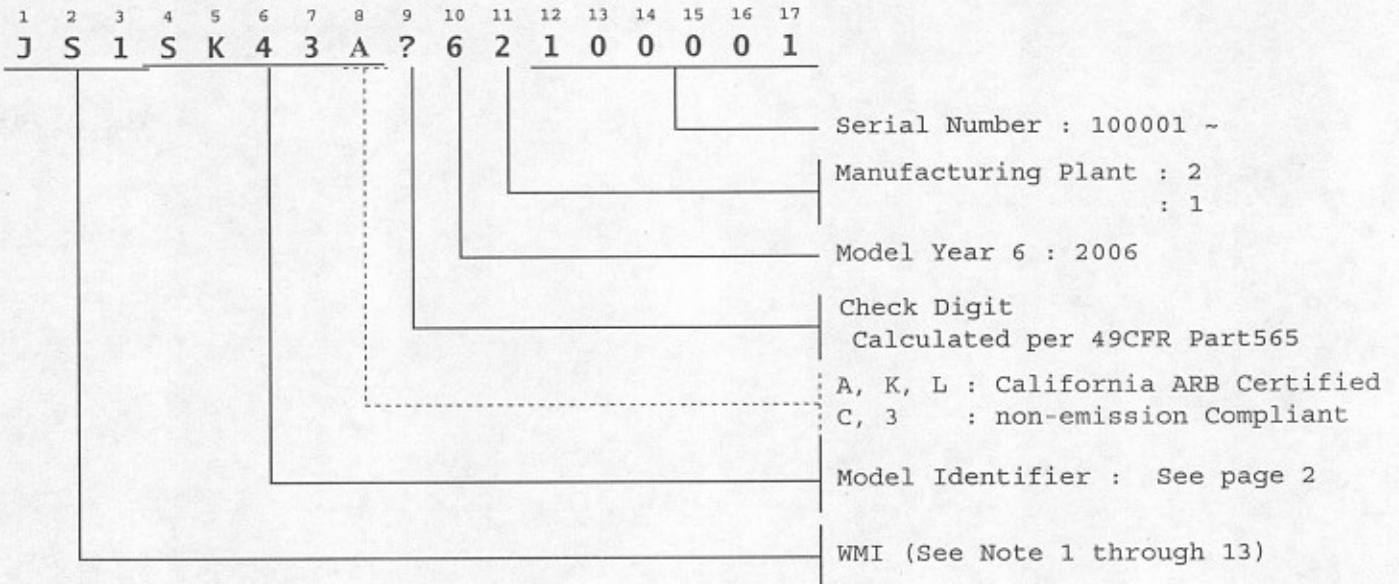 1 2 3 4 5 6 7 8 9 10 11 12 13 14 15 16 17
J S 1 S K 4 3 A ? 6 2 1 0 0 0 0 1
Serial Number : 100001 ~
Manufacturing Plant : 2
: 1
Model Year 6 : 2006
Check Digit
Calculated per 49CFR Part565
A, K, L : California ARB Certified
C, 3 : non-emission Compliant
Model Identifier : See page 2
WMI (See Note 1 through 13)